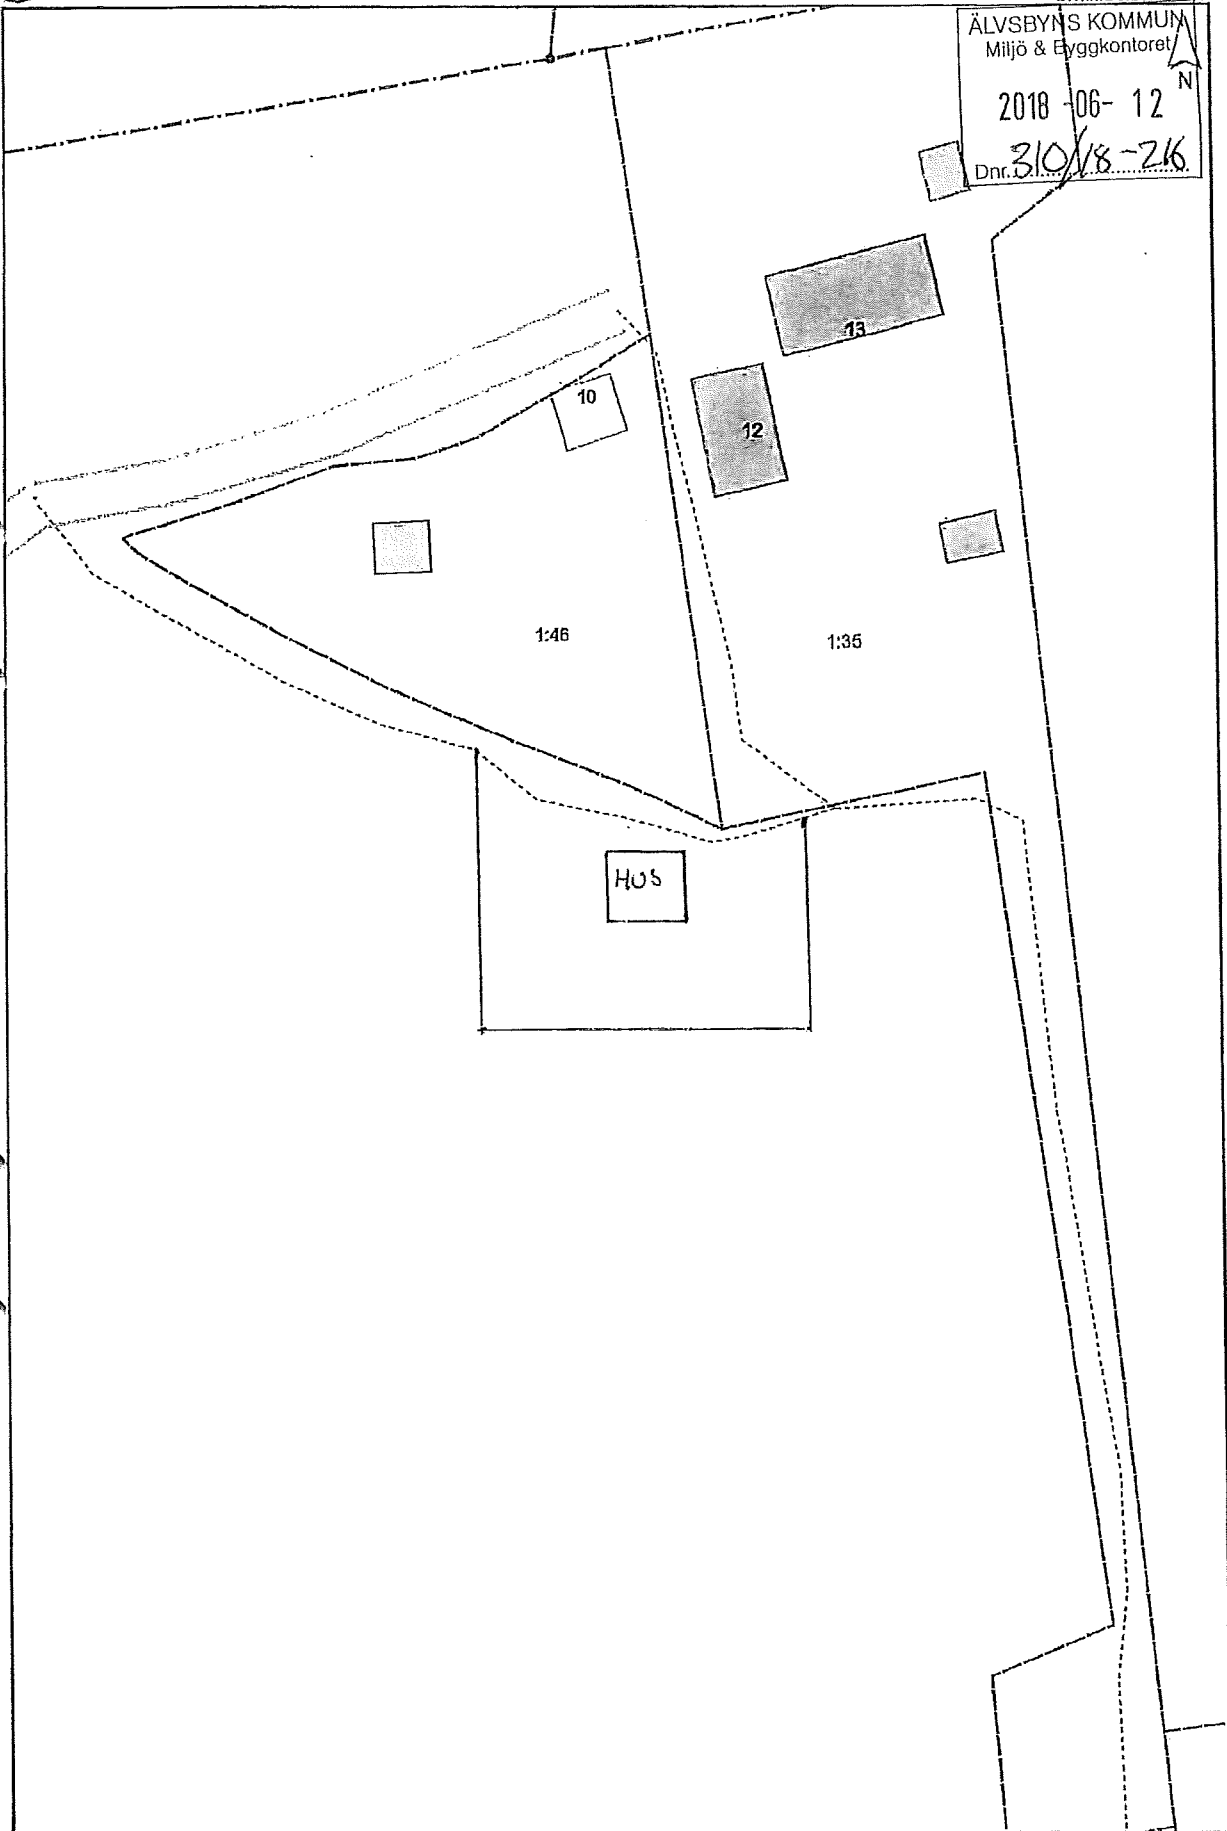 ÄLVSBYNS KOMMUN
Miljö & Byggkontoret
N
2018 -06- 12
Dnr. 310/18-216
13
10
12
1:46
1:35
HUS